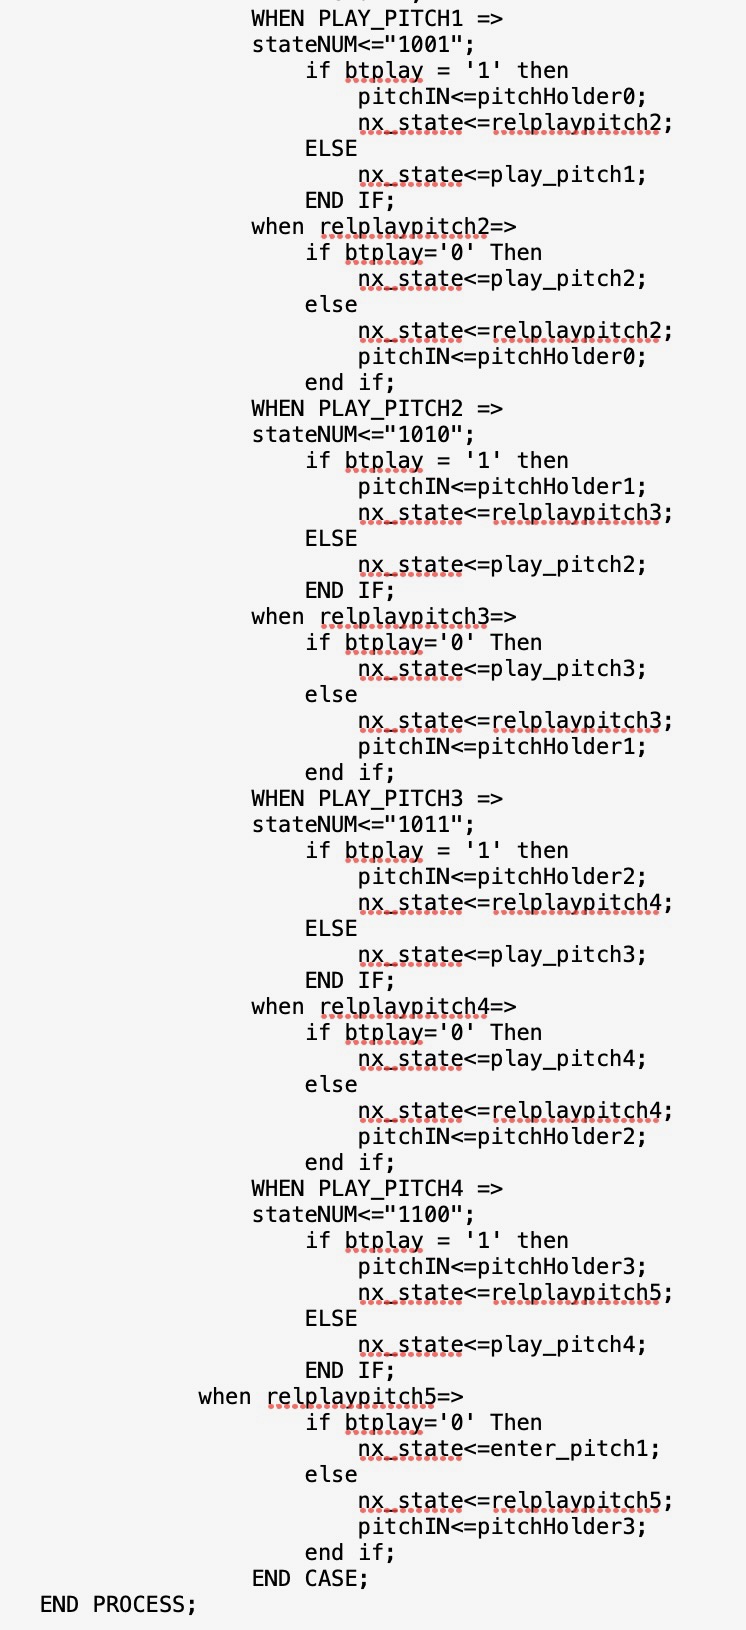 WHEN PLAY_PITCH1 =>
stateNUM<="1001";
if btplay = '1' then
pitchIN<=pitchHolder0;
nx_state<=relplaypitch2;
ELSE
nx_state<=play_pitch1;
END IF;
when relplaypitch2=>
if btplay='0' Then
nx_state<=play_pitch2;
else
nx_state<=relplaypitch2;
pitchIN<=pitchHolder0;
end if;
WHEN PLAY_PITCH2 =>
stateNUM<="1010";
if btplay = '1' then
pitchIN<=pitchHolder1;
nx_state<=relplaypitch3;
ELSE
nx_state<=play_pitch2;
END IF;
when relplaypitch3=>
if btplay='0' Then
nx_state<=play_pitch3;
else
nx_state<=relplaypitch3;
pitchIN<=pitchHolder1;
end if;
WHEN PLAY_PITCH3 =>
stateNUM<="1011";
if btplay = '1' then
pitchIN<=pitchHolder2;
nx_state<=relplaypitch4;
ELSE
nx_state<=play_pitch3;
END IF;
when relplaypitch4=>
if btplay='0' Then
nx_state<=play_pitch4;
else
nx_state<=relplaypitch4;
pitchIN<=pitchHolder2;
end if;
WHEN PLAY_PITCH4 =>
stateNUM<="1100";
if btplay = '1' then
pitchIN<=pitchHolder3;
nx_state<=relplaypitch5;
ELSE
nx_state<=play_pitch4;
END IF;
when relplaypitch5=>
if btplay='0' Then
nx_state<=enter_pitch1;
else
nx_state<=relplaypitch5;
pitchIN<=pitchHolder3;
end if;
END CASE;
END PROCESS;